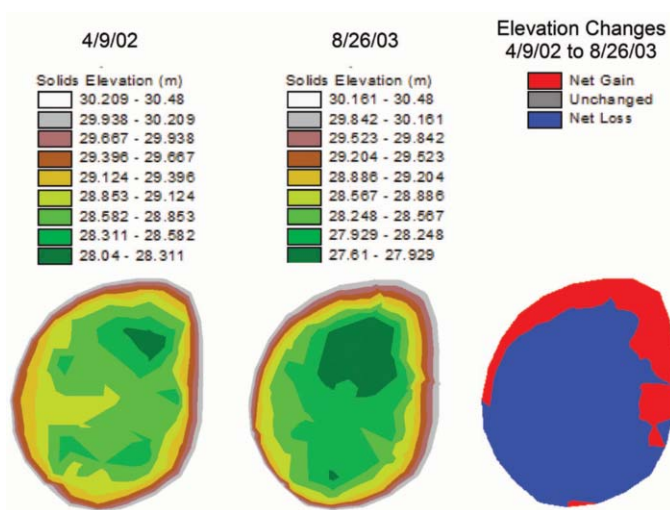 4/9/02
Solids Elevation (m)
30.209 - 30.48
29.938 - 30.209
29.667 - 29.938
29.396 - 29.667
29.124 - 29.396
28.853 - 29.124
28.582 - 28.853
28.311 - 28.582
28.04 - 28.311
8/26/03
Solids Elevation (m)
30.161 - 30.48
29.842 - 30.161
29.523 - 29.842
29.204 - 29.523
28.886 - 29.204
28.567 - 28.886
28.248 - 28.567
27.929 - 28.248
27.61 - 27.929
Elevation Changes
4/9/02 to 8/26/03
Net Gain
Unchanged
Net Loss